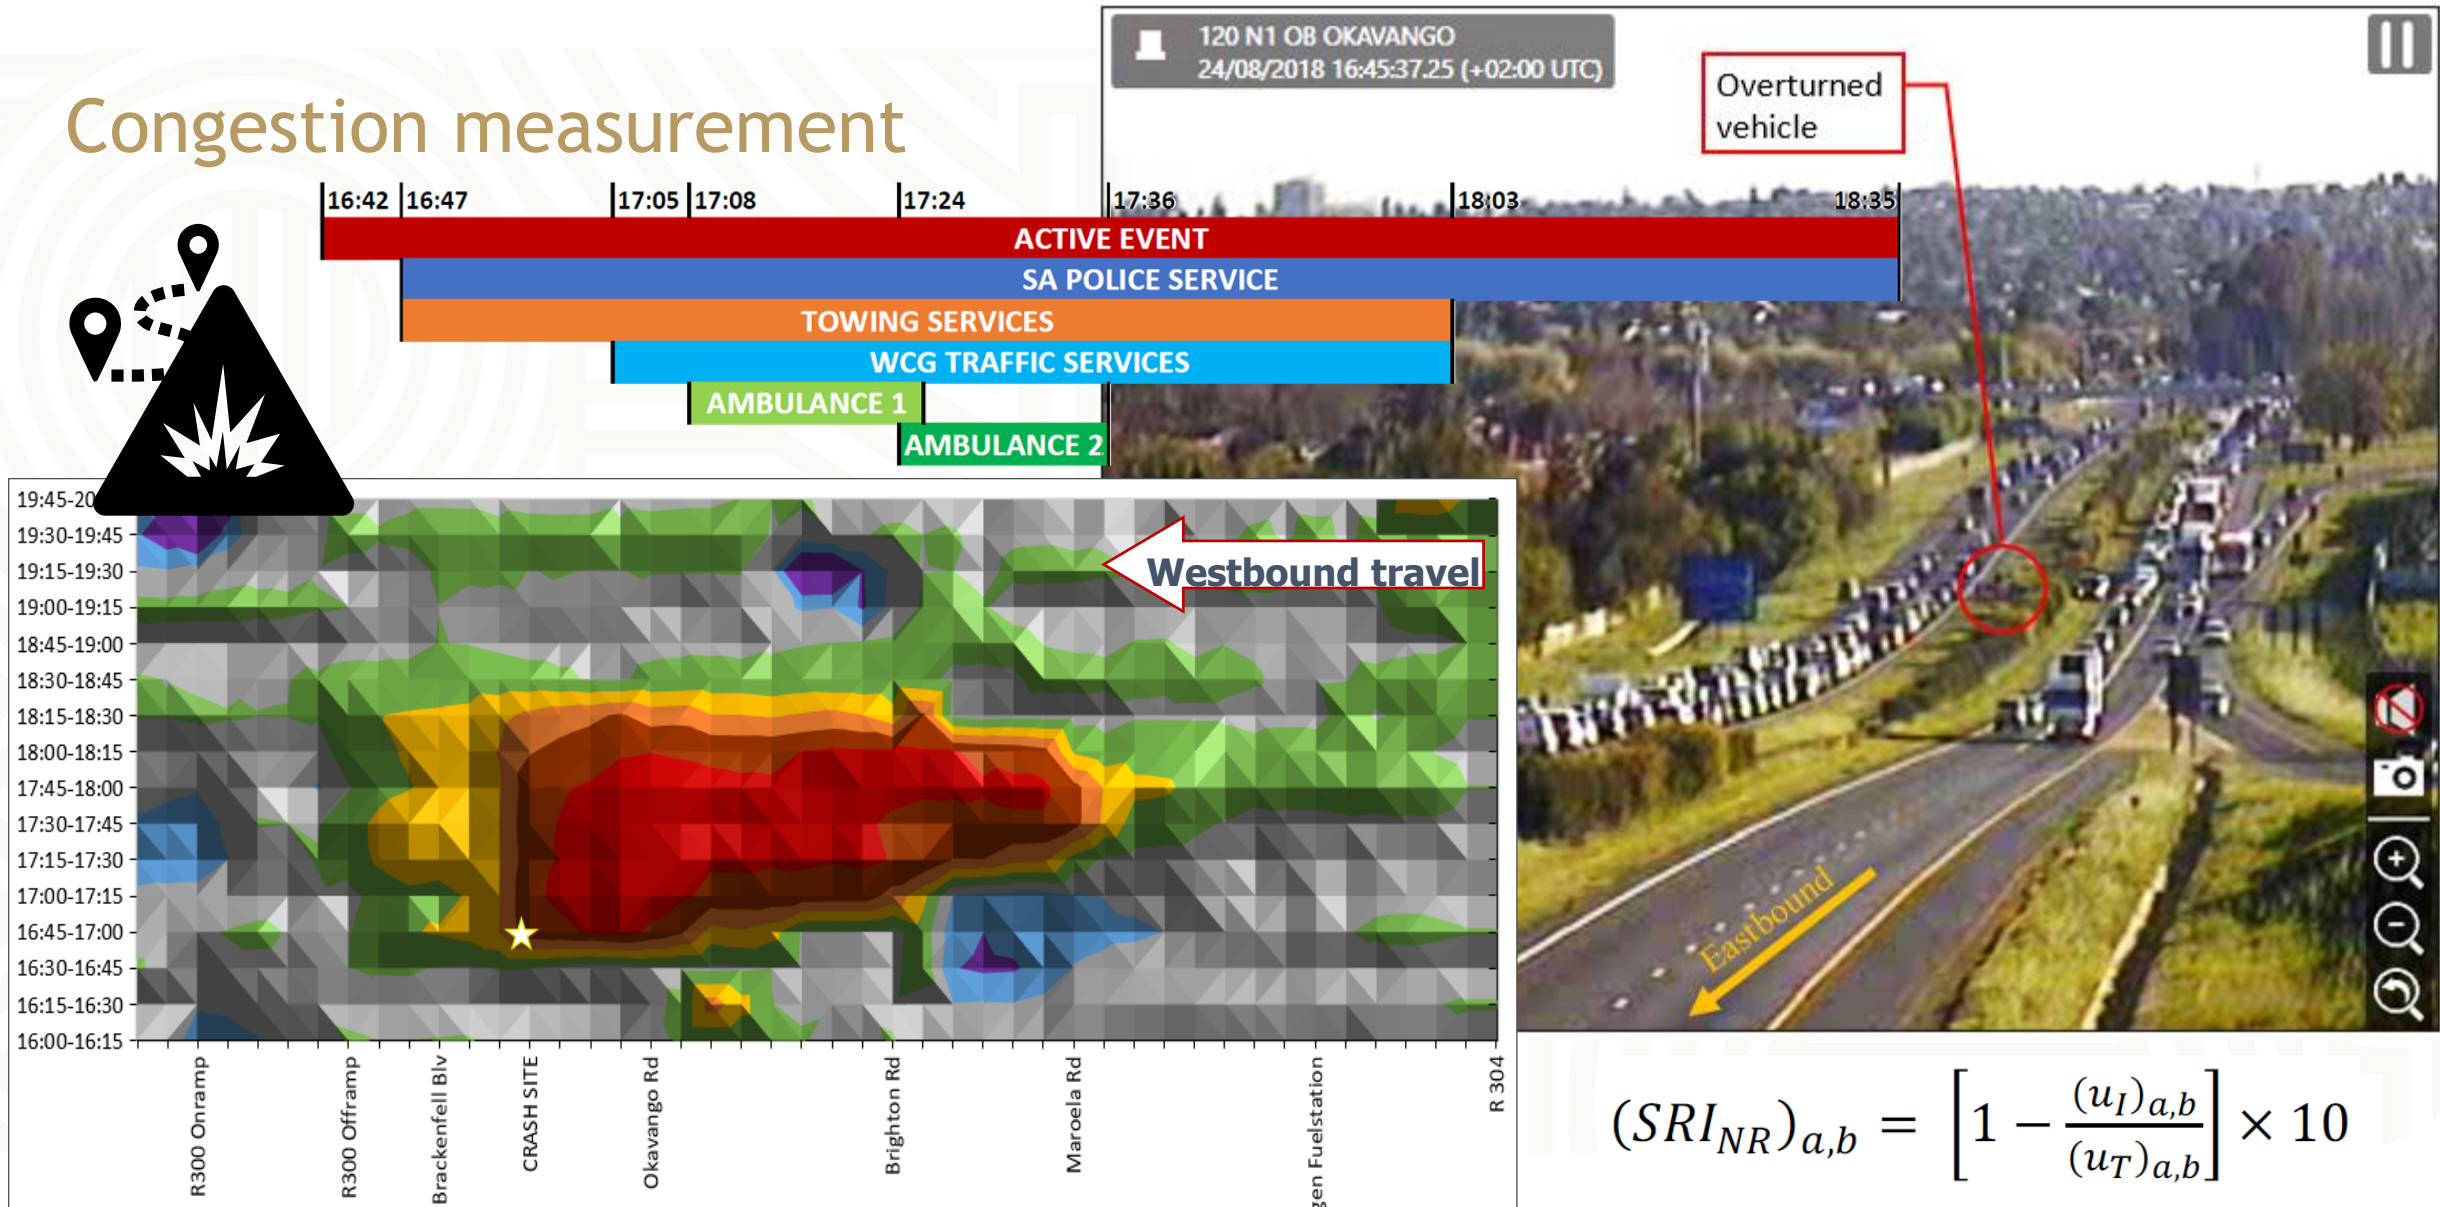 Congestion measurement
120 N1 OB OKAVANGO
24/08/2018 16:45:37.25 (+02:00 UTC)
Overturned
vehicle
16:42 16:47 17:05 17:08 17:24 17:36 18:03 18:35
ACTIVE EVENT
SA POLICE SERVICE
TOWING SERVICES
WCG TRAFFIC SERVICES
AMBULANCE 1
AMBULANCE 2
Westbound travel
19:45-20
19:30-19:45
19:15-19:30
19:00-19:15
18:45-19:00
18:30-18:45
18:15-18:30
18:00-18:15
17:45-18:00
17:30-17:45
17:15-17:30
17:00-17:15
16:45-17:00
16:30-16:45
16:15-16:30
16:00-16:15
R300 Onramp
R300 Offramp
Brackenfell Blv
CRASH SITE
Okavango Rd
Brighton Rd
Maroela Rd
gen Fuelstation
R 304
Eastbound
(SRI_NR)_a,b = [1 − (u_I)_a,b / (u_T)_a,b] × 10